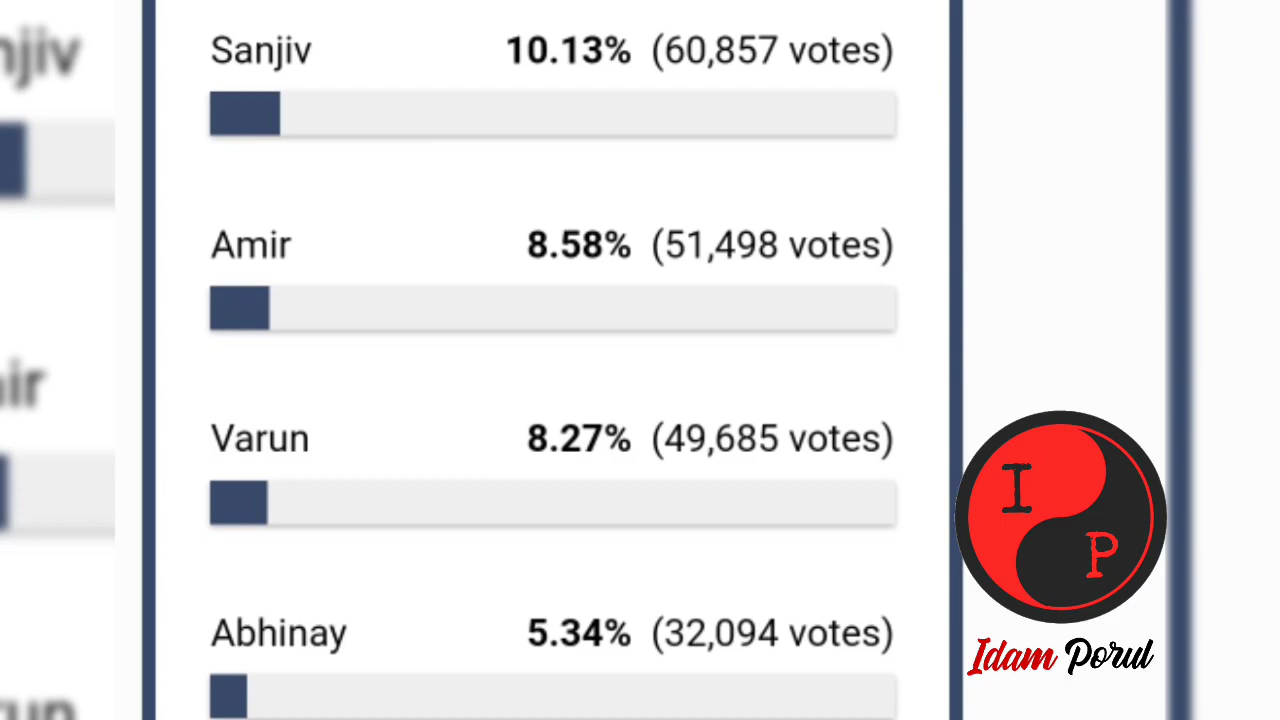 Sanjiv 10.13% (60,857 votes)
Amir 8.58% (51,498 votes)
Varun 8.27% (49,685 votes)
Abhinay 5.34% (32,094 votes)
I
P
Idam Porul